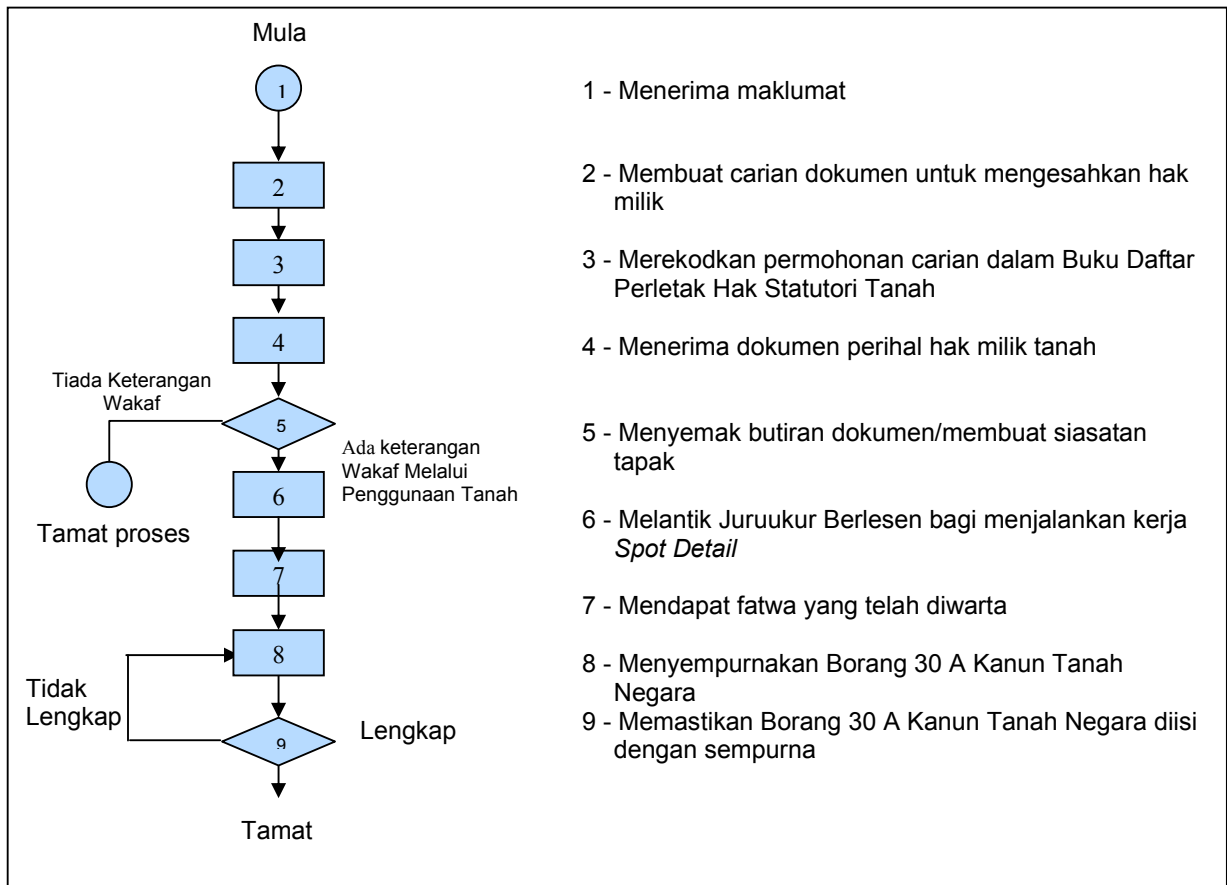 Mula
1
1 - Menerima maklumat
2
2 - Membuat carian dokumen untuk mengesahkan hak
milik
3
3 - Merekodkan permohonan carian dalam Buku Daftar
Perletak Hak Statutori Tanah
4
4 - Menerima dokumen perihal hak milik tanah
Tiada Keterangan
Wakaf
5
Ada keterangan
Wakaf Melalui
Penggunaan Tanah
5 - Menyemak butiran dokumen/membuat siasatan
tapak
6
Tamat proses
6 - Melantik Juruukur Berlesen bagi menjalankan kerja
Spot Detail
7
7 - Mendapat fatwa yang telah diwarta
8
8 - Menyempurnakan Borang 30 A Kanun Tanah
Negara
Tidak
Lengkap
9
Lengkap
9 - Memastikan Borang 30 A Kanun Tanah Negara diisi
dengan sempurna
Tamat